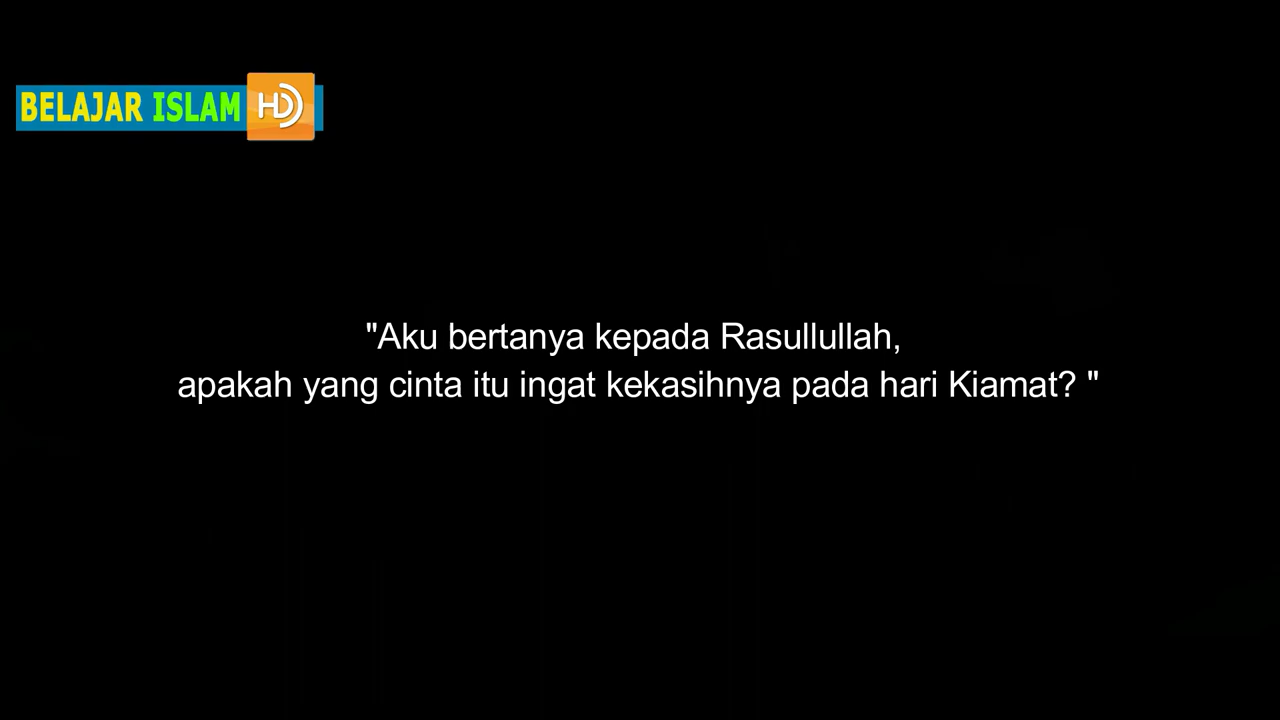 BELAJAR ISLAM HD
"Aku bertanya kepada Rasullullah,
apakah yang cinta itu ingat kekasihnya pada hari Kiamat? "